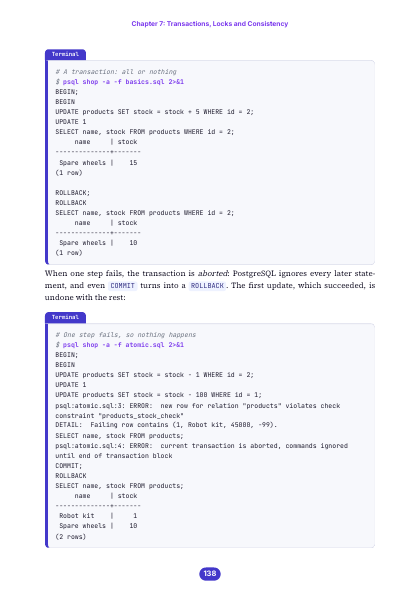 Chapter 7: Transactions, Locks and Consistency
Terminal
# A transaction: all or nothing
$ psql shop -a -f basics.sql 2>&1
BEGIN;
BEGIN
UPDATE products SET stock = stock + 5 WHERE id = 2;
UPDATE 1
SELECT name, stock FROM products WHERE id = 2;
     name     | stock
--------------+-------
 Spare wheels |    15
(1 row)

ROLLBACK;
ROLLBACK
SELECT name, stock FROM products WHERE id = 2;
     name     | stock
--------------+-------
 Spare wheels |    10
(1 row)
When one step fails, the transaction is aborted: PostgreSQL ignores every later state-
ment, and even COMMIT turns into a ROLLBACK. The first update, which succeeded, is
undone with the rest:
Terminal
# One step fails, so nothing happens
$ psql shop -a -f atomic.sql 2>&1
BEGIN;
BEGIN
UPDATE products SET stock = stock - 1 WHERE id = 2;
UPDATE 1
UPDATE products SET stock = stock - 100 WHERE id = 1;
psql:atomic.sql:3: ERROR:  new row for relation "products" violates check
constraint "products_stock_check"
DETAIL:  Failing row contains (1, Robot kit, 45000, -99).
SELECT name, stock FROM products;
psql:atomic.sql:4: ERROR:  current transaction is aborted, commands ignored
until end of transaction block
COMMIT;
ROLLBACK
SELECT name, stock FROM products;
     name     | stock
--------------+-------
 Robot kit    |     1
 Spare wheels |    10
(2 rows)
138